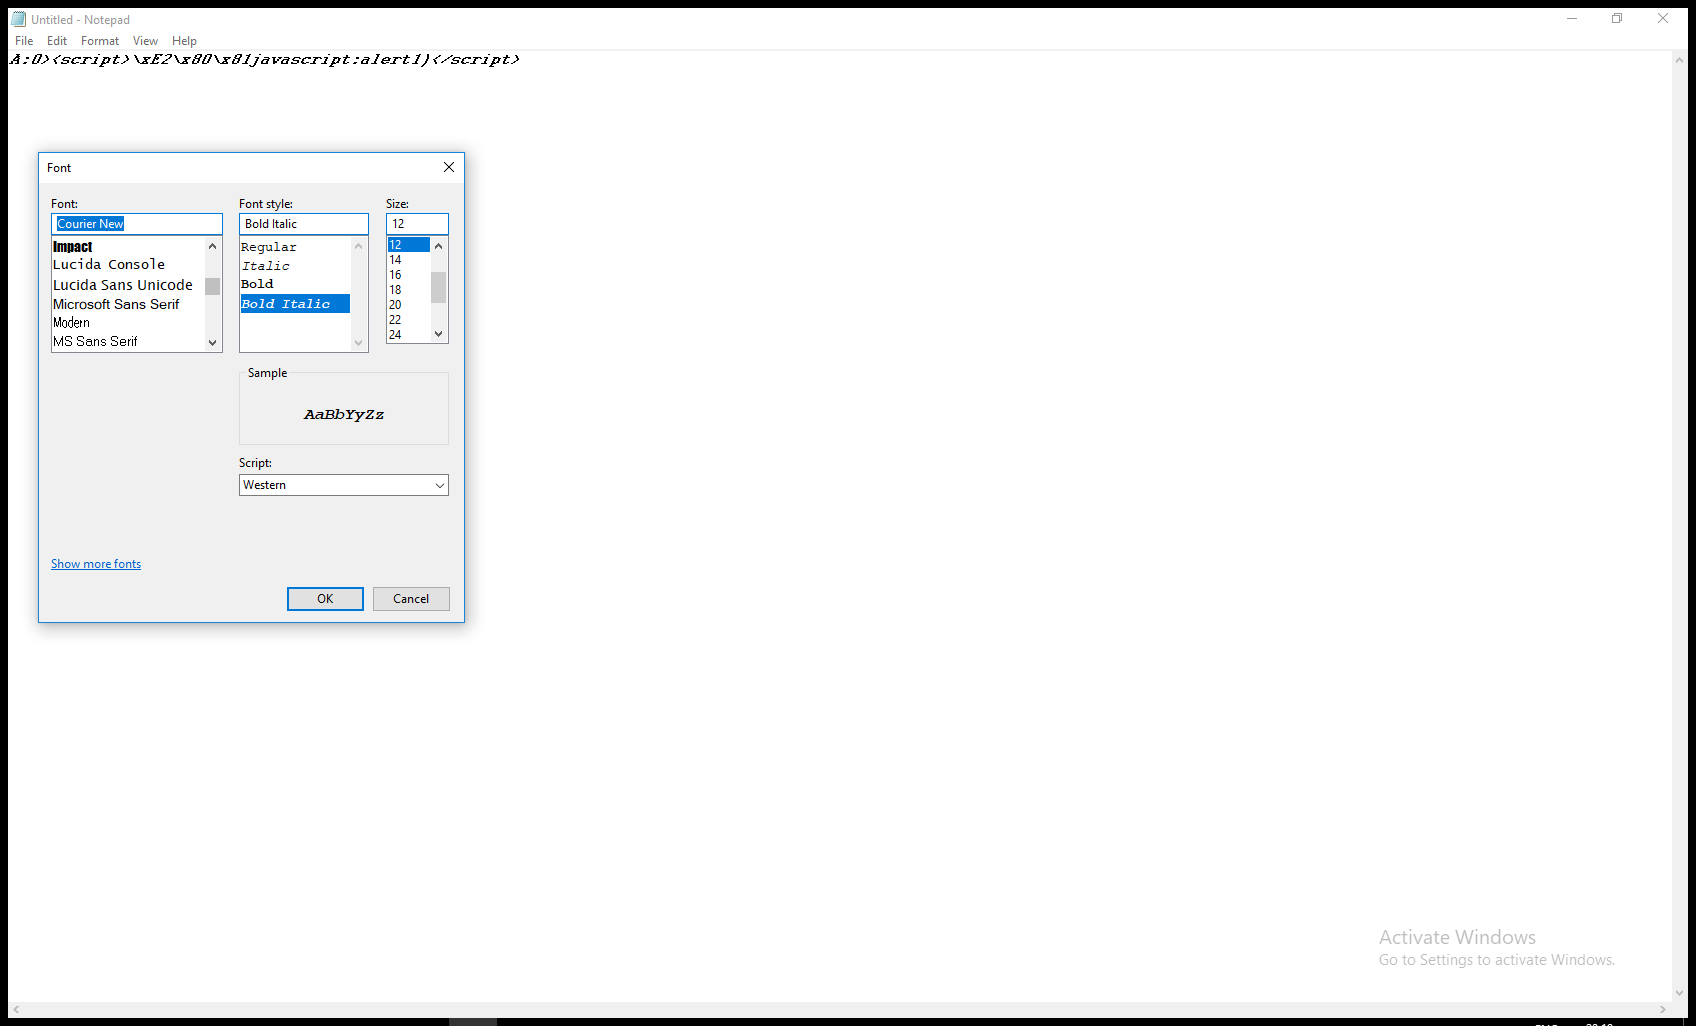 Untitled - Notepad
File Edit Format View Help
A:0)<script>\xE2\x80\x81javascript:alert1)</script>
Font
Font:
Courier New
Impact
Lucida Console
Lucida Sans Unicode
Microsoft Sans Serif
Modern
MS Sans Serif
Font style:
Bold Italic
Regular
Italic
Bold
Bold Italic
Size:
12
12
14
16
18
20
22
24
Sample
AaBbYyZz
Script:
Western
Show more fonts
OK
Cancel
Activate Windows
Go to Settings to activate Windows.